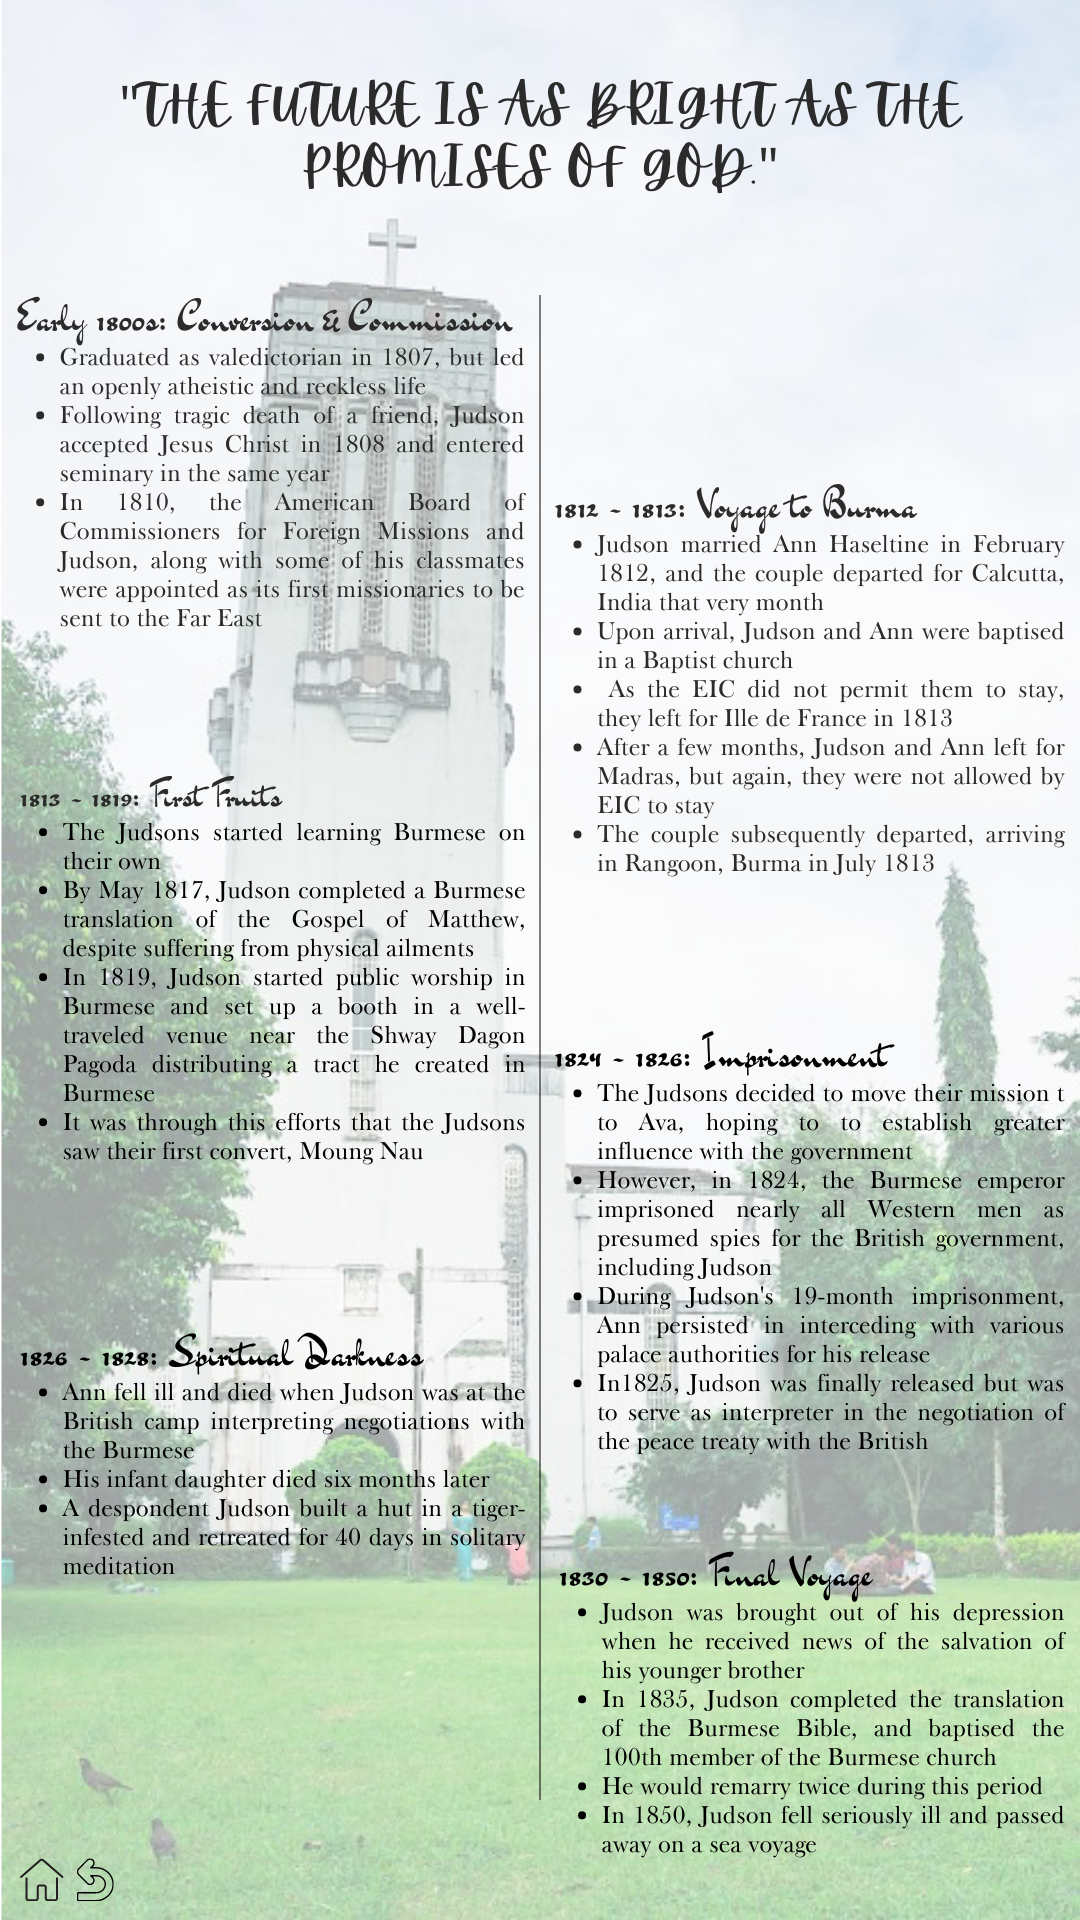 "THE FUTURE IS AS BRIGHT AS THE
PROMISES OF GOD."
Early 1800s: Conversion & Commission
Graduated as valedictorian in 1807, but led
an openly atheistic and reckless life
Following tragic death of a friend, Judson
accepted Jesus Christ in 1808 and entered
seminary in the same year
In 1810, the American Board of
Commissioners for Foreign Missions and
Judson, along with some of his classmates
were appointed as its first missionaries to be
sent to the Far East
1812 - 1813: Voyage to Burma
Judson married Ann Haseltine in February
1812, and the couple departed for Calcutta,
India that very month
Upon arrival, Judson and Ann were baptised
in a Baptist church
As the EIC did not permit them to stay,
they left for Ille de France in 1813
After a few months, Judson and Ann left for
Madras, but again, they were not allowed by
EIC to stay
The couple subsequently departed, arriving
in Rangoon, Burma in July 1813
1813 - 1819: First Fruits
The Judsons started learning Burmese on
their own
By May 1817, Judson completed a Burmese
translation of the Gospel of Matthew,
despite suffering from physical ailments
In 1819, Judson started public worship in
Burmese and set up a booth in a well-
traveled venue near the Shway Dagon
Pagoda distributing a tract he created in
Burmese
It was through this efforts that the Judsons
saw their first convert, Moung Nau
1824 - 1826: Imprisonment
The Judsons decided to move their mission t
to Ava, hoping to to establish greater
influence with the government
However, in 1824, the Burmese emperor
imprisoned nearly all Western men as
presumed spies for the British government,
including Judson
During Judson's 19-month imprisonment,
Ann persisted in interceding with various
palace authorities for his release
In1825, Judson was finally released but was
to serve as interpreter in the negotiation of
the peace treaty with the British
1826 - 1828: Spiritual Darkness
Ann fell ill and died when Judson was at the
British camp interpreting negotiations with
the Burmese
His infant daughter died six months later
A despondent Judson built a hut in a tiger-
infested and retreated for 40 days in solitary
meditation
1830 - 1850: Final Voyage
Judson was brought out of his depression
when he received news of the salvation of
his younger brother
In 1835, Judson completed the translation
of the Burmese Bible, and baptised the
100th member of the Burmese church
He would remarry twice during this period
In 1850, Judson fell seriously ill and passed
away on a sea voyage